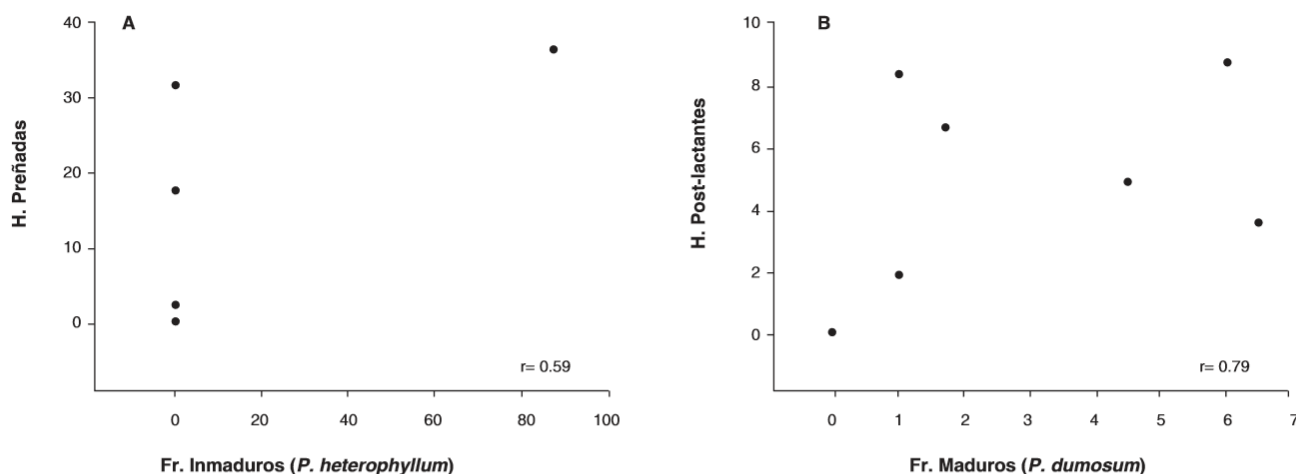 A
40
30
20
10
0
H. Preñadas
r= 0.59
0 20 40 60 80 100
Fr. Inmaduros (P. heterophyllum)
B
10
8
6
4
2
0
H. Post-lactantes
r= 0.79
0 1 2 3 4 5 6 7
Fr. Maduros (P. dumosum)